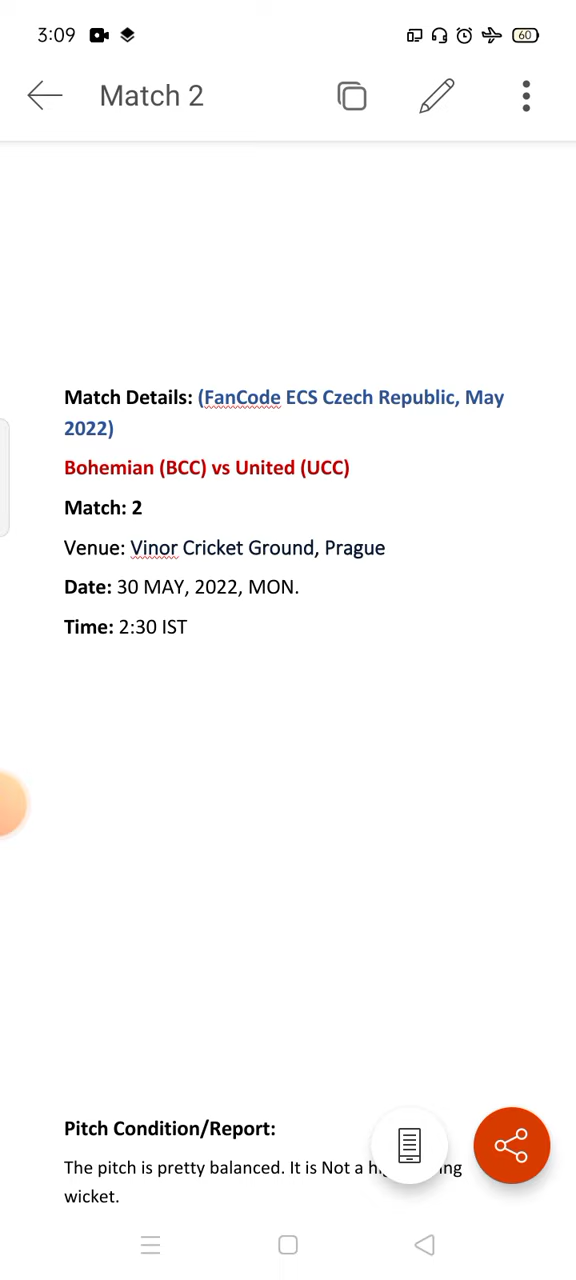 3:09
60
Match 2
Match Details: (FanCode ECS Czech Republic, May
2022)
Bohemian (BCC) vs United (UCC)
Match: 2
Venue: Vinor Cricket Ground, Prague
Date: 30 MAY, 2022, MON.
Time: 2:30 IST
Pitch Condition/Report:
The pitch is pretty balanced. It is Not a
wicket.